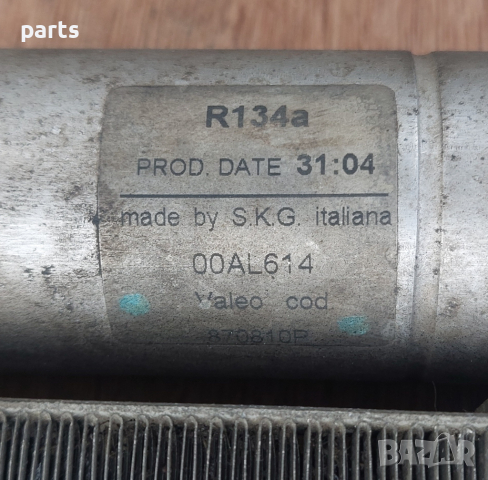 parts
R134a
PROD. DATE 31:04
made by S.K.G. italiana
00AL614
Valeo cod.
870810P
BAZAR